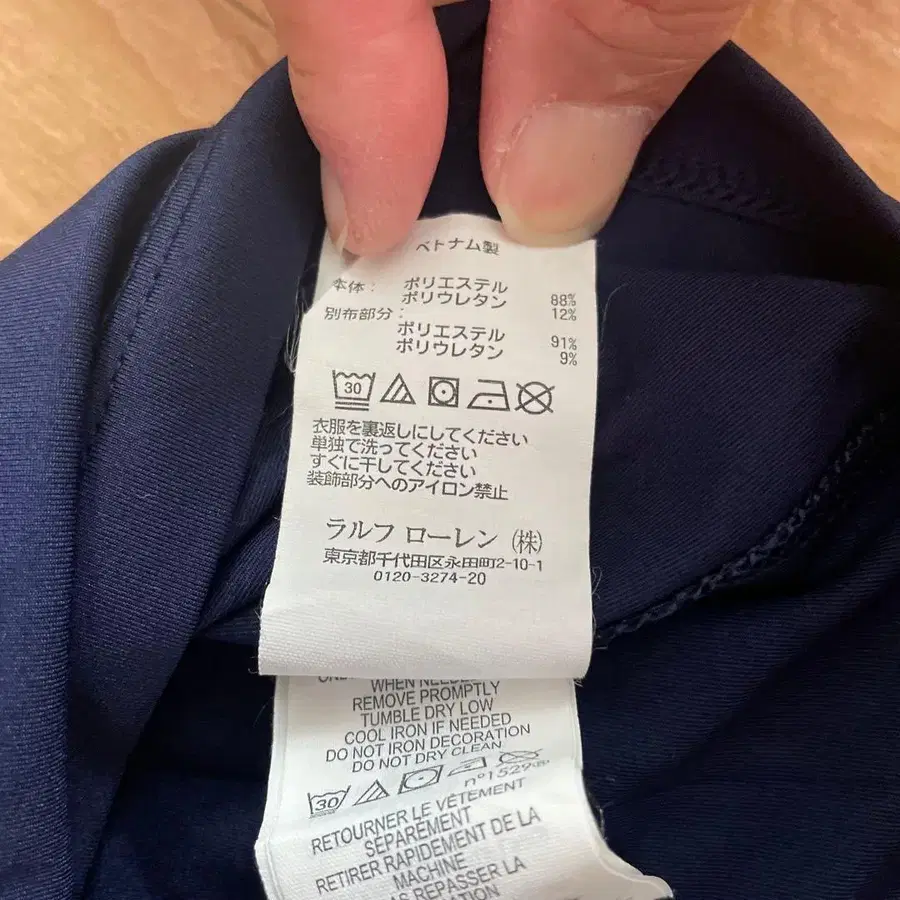 ベトナム製
本体: ポリエステル 88%
ポリウレタン 12%
別布部分:
ポリエステル 91%
ポリウレタン 9%
30
衣服を裏返しにしてください
単独で洗ってください
すぐに干してください
装飾部分へのアイロン禁止
ラルフ ローレン (株)
東京都千代田区永田町2-10-1
0120-3274-20
WHEN NEEDED
REMOVE PROMPTLY
TUMBLE DRY LOW
COOL IRON IF NEEDED
DO NOT IRON DECORATION
DO NOT DRY CLEAN
30
RETOURNER LE VÊTEMENT
SÉPARÉMENT
RETIRER RAPIDEMENT DE LA
MACHINE
REPASSER LA